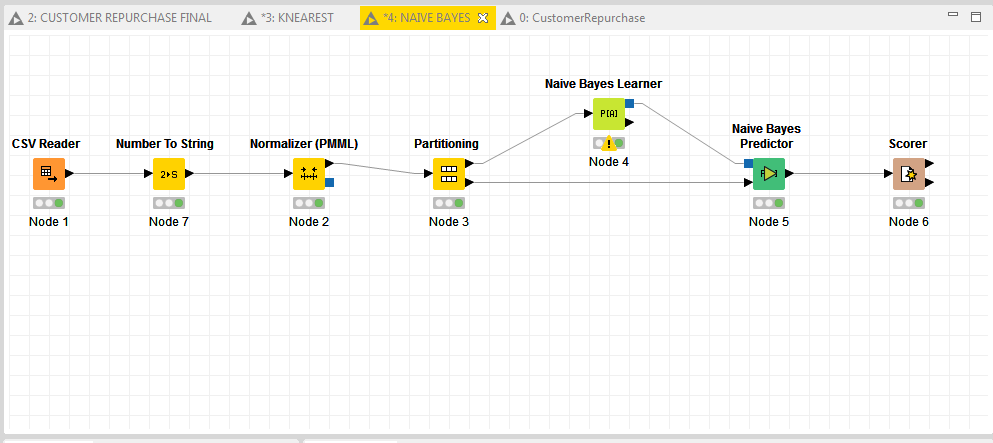 2: CUSTOMER REPURCHASE FINAL
*3: KNEAREST
*4: NAIVE BAYES
0: CustomerRepurchase
Naive Bayes Learner
P[A]
Node 4
CSV Reader
Node 1
Number To String
2▸S
Node 7
Normalizer (PMML)
Node 2
Partitioning
Node 3
Naive Bayes
Predictor
Node 5
Scorer
Node 6